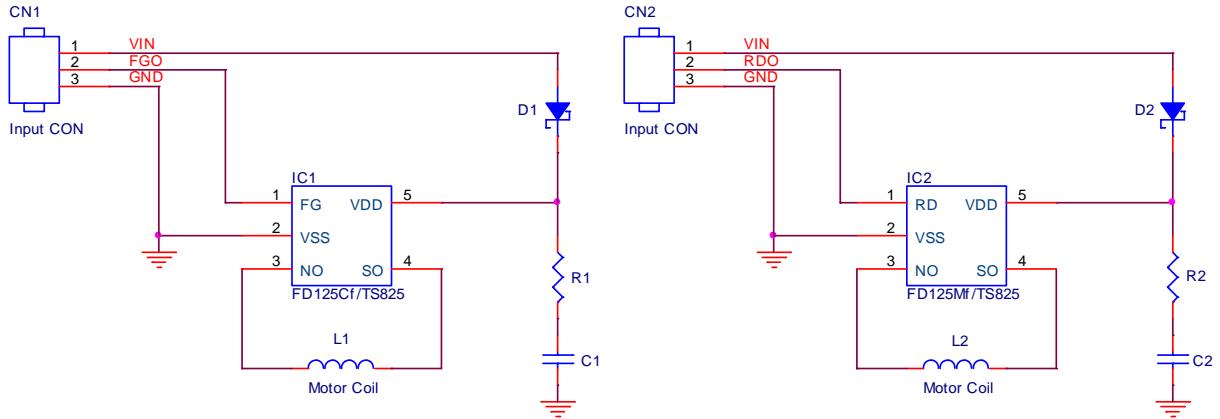 CN1
1 VIN
2 FGO
3 GND
Input CON
D1
IC1
1 FG VDD 5
2 VSS
3 NO SO 4
FD125Cf/TS825
R1
L1
Motor Coil
C1
CN2
1 VIN
2 RDO
3 GND
Input CON
D2
IC2
1 RD VDD 5
2 VSS
3 NO SO 4
FD125Mf/TS825
R2
L2
Motor Coil
C2